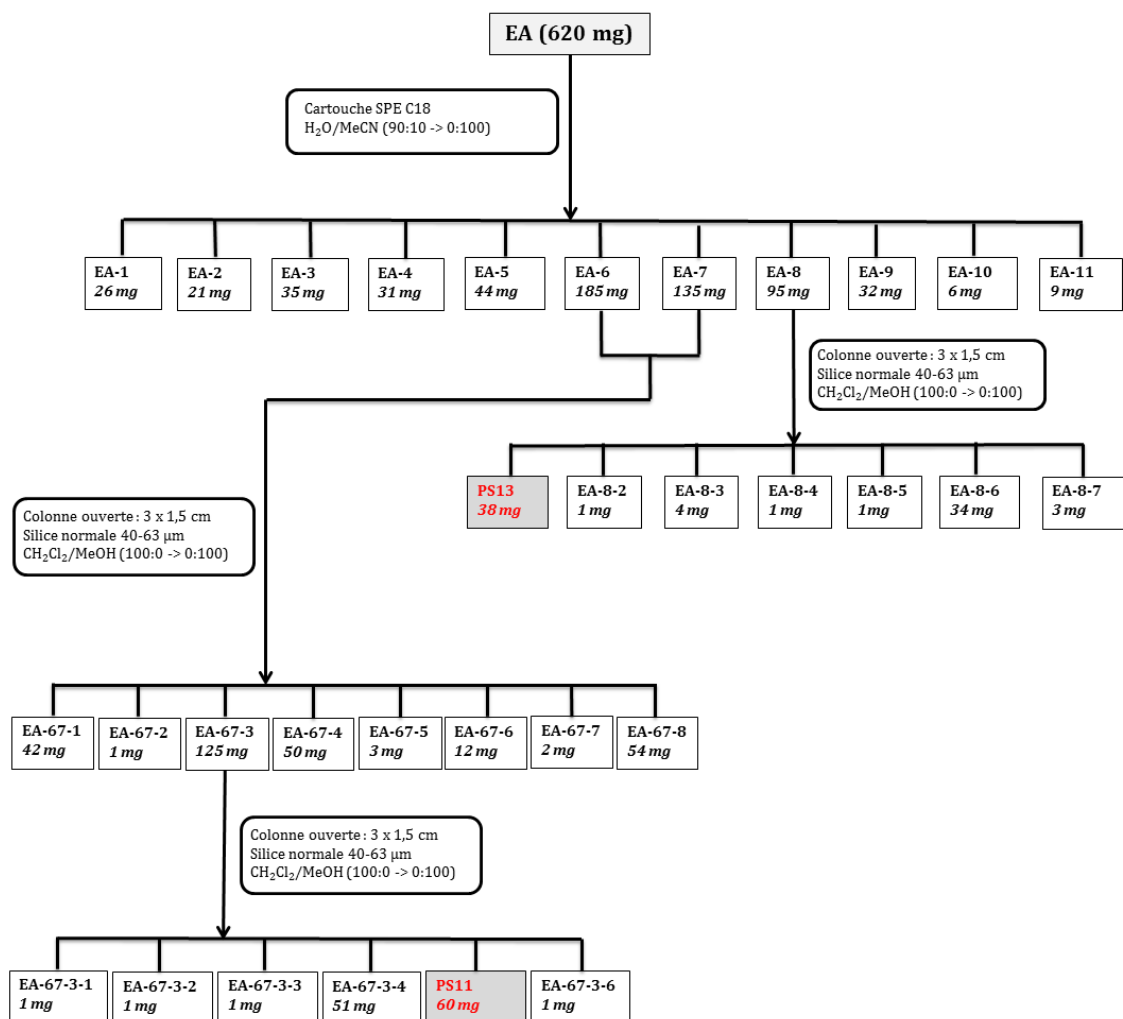 EA (620 mg)
Cartouche SPE C18
H₂O/MeCN (90:10 -> 0:100)
EA-1
26 mg
EA-2
21 mg
EA-3
35 mg
EA-4
31 mg
EA-5
44 mg
EA-6
185 mg
EA-7
135 mg
EA-8
95 mg
EA-9
32 mg
EA-10
6 mg
EA-11
9 mg
Colonne ouverte : 3 x 1,5 cm
Silice normale 40-63 µm
CH₂Cl₂/MeOH (100:0 -> 0:100)
PS13
38 mg
EA-8-2
1 mg
EA-8-3
4 mg
EA-8-4
1 mg
EA-8-5
1 mg
EA-8-6
34 mg
EA-8-7
3 mg
Colonne ouverte : 3 x 1,5 cm
Silice normale 40-63 µm
CH₂Cl₂/MeOH (100:0 -> 0:100)
EA-67-1
42 mg
EA-67-2
1 mg
EA-67-3
125 mg
EA-67-4
50 mg
EA-67-5
3 mg
EA-67-6
12 mg
EA-67-7
2 mg
EA-67-8
54 mg
Colonne ouverte : 3 x 1,5 cm
Silice normale 40-63 µm
CH₂Cl₂/MeOH (100:0 -> 0:100)
EA-67-3-1
1 mg
EA-67-3-2
1 mg
EA-67-3-3
1 mg
EA-67-3-4
51 mg
PS11
60 mg
EA-67-3-6
1 mg